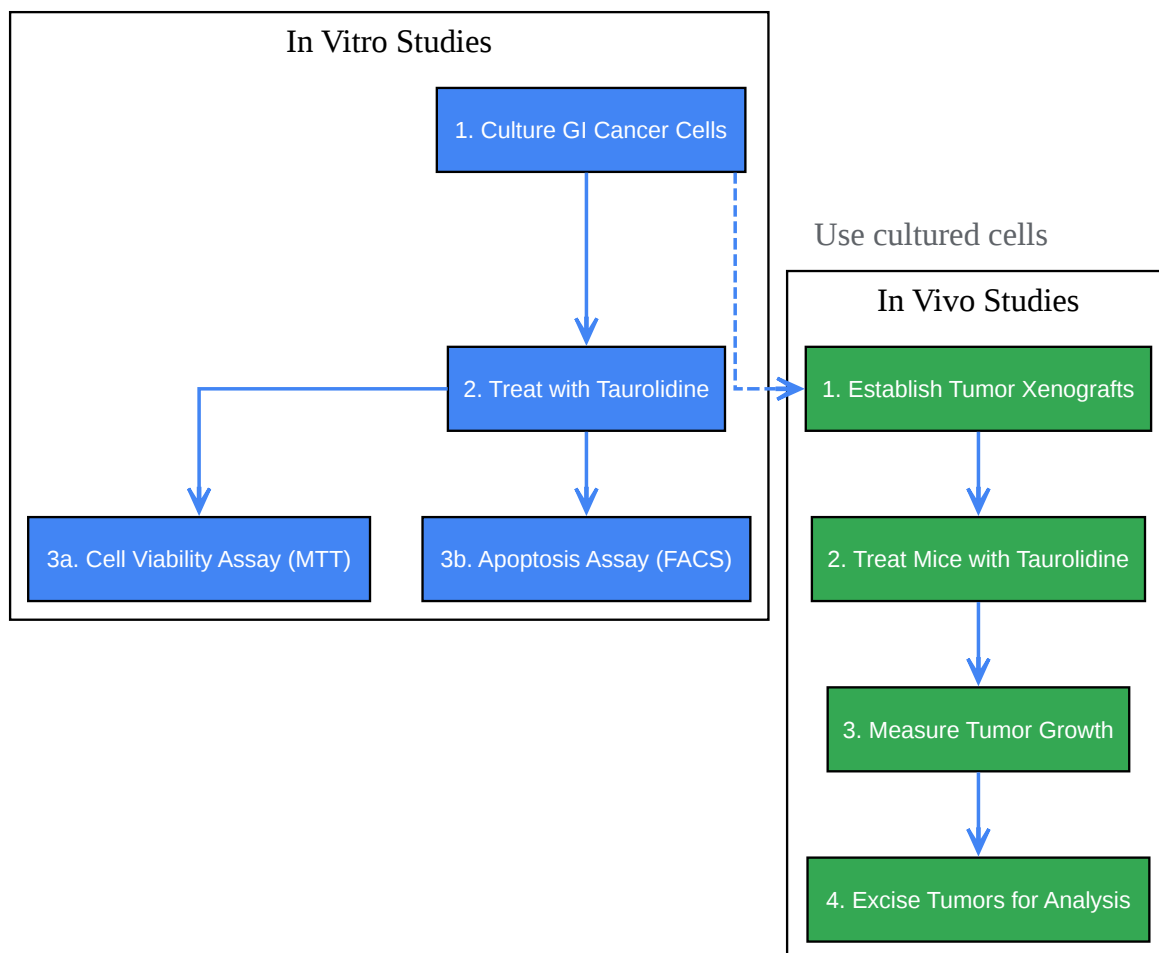 In Vitro Studies
1. Culture GI Cancer Cells
2. Treat with Taurolidine
3a. Cell Viability Assay (MTT)
3b. Apoptosis Assay (FACS)
Use cultured cells
In Vivo Studies
1. Establish Tumor Xenografts
2. Treat Mice with Taurolidine
3. Measure Tumor Growth
4. Excise Tumors for Analysis